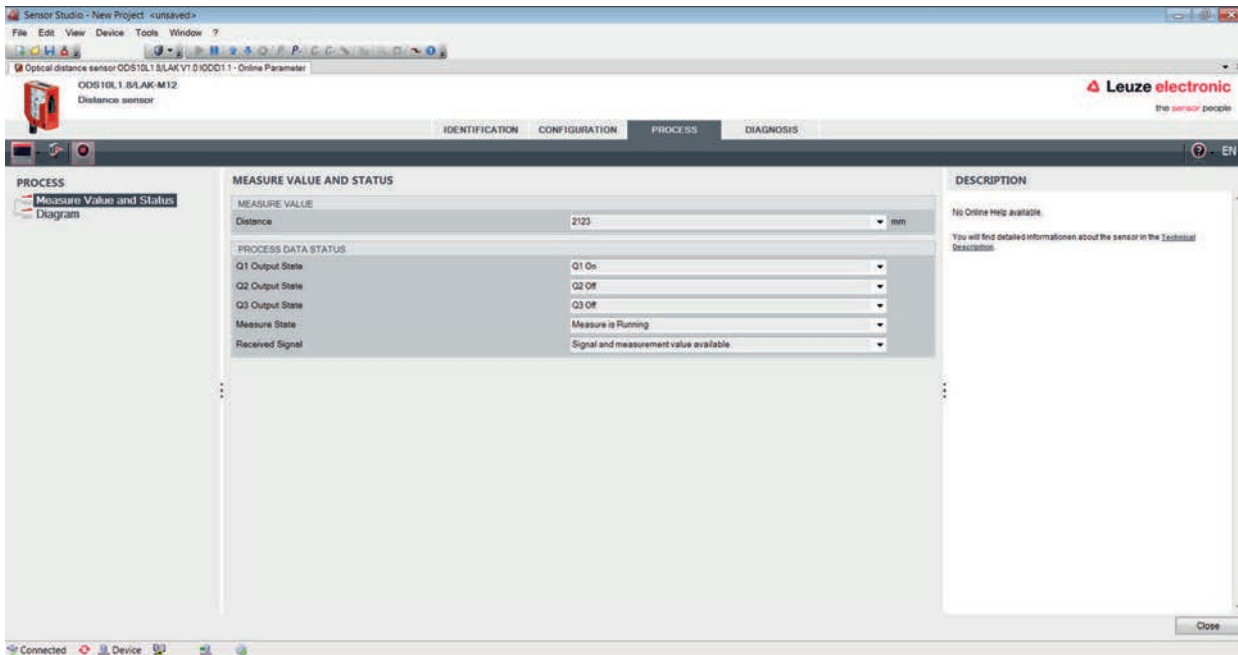 Sensor Studio - New Project <unsaved>
File Edit View Device Tools Window ?
Optical distance sensor ODS10L1.8/LAK V1.0 IODD1.1 - Online Parameter
ODS10L1.8/LAK-M12
Distance sensor
Leuze electronic
the sensor people
IDENTIFICATION CONFIGURATION PROCESS DIAGNOSIS
EN
PROCESS
Measure Value and Status
Diagram
MEASURE VALUE AND STATUS
MEASURE VALUE
Distance 2123 mm
PROCESS DATA STATUS
Q1 Output State Q1 On
Q2 Output State Q2 Off
Q3 Output State Q3 Off
Measure State Measure is Running
Received Signal Signal and measurement value available
DESCRIPTION
No Online Help available.
You will find detailed informationen about the sensor in the Technical
Description.
Close
Connected Device